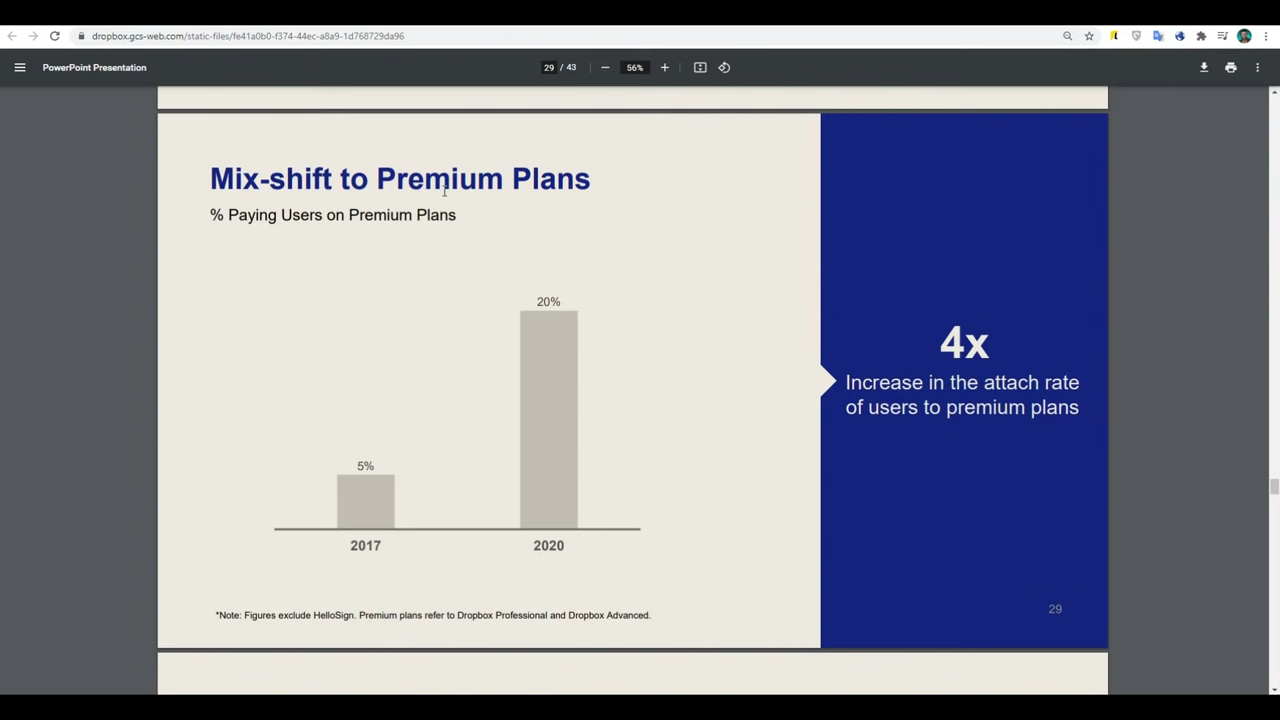 dropbox.gcs-web.com/static-files/fe41a0b0-f374-44ec-a8a9-1d768729da96
PowerPoint Presentation
29 / 43
56%
Mix-shift to Premium Plans
% Paying Users on Premium Plans
20%
5%
2017
2020
*Note: Figures exclude HelloSign. Premium plans refer to Dropbox Professional and Dropbox Advanced.
4x
Increase in the attach rate
of users to premium plans
29